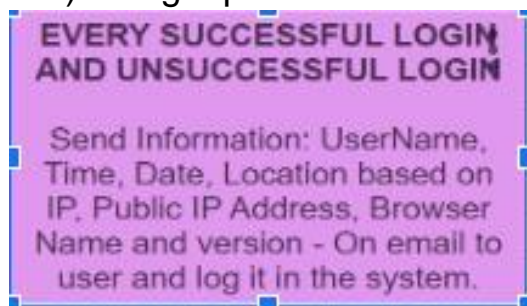 EVERY SUCCESSFUL LOGIN
AND UNSUCCESSFUL LOGIN
Send Information: UserName,
Time, Date, Location based on
IP, Public IP Address, Browser
Name and version - On email to
user and log it in the system.